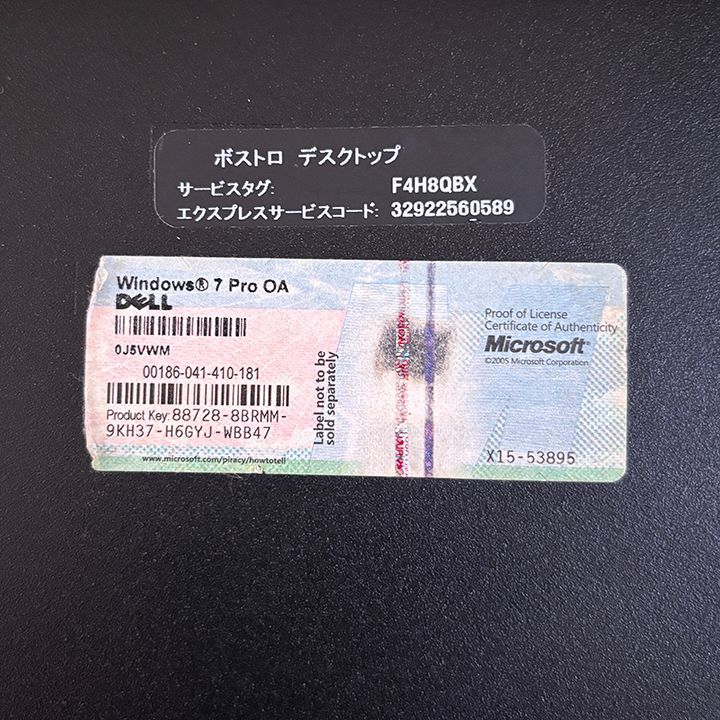 ボストロ デスクトップ
サービスタグ: F4H8QBX
エクスプレスサービスコード: 32922560589
Windows® 7 Pro OA
DELL
0J5VWM
00186-041-410-181
Product Key: 88728-8BRMM-
9KH37-H6GYJ-WBB47
www.microsoft.com/piracy/howtotell
Label not to be
sold separately
Proof of License
Certificate of Authenticity
Microsoft®
©2005 Microsoft Corporation
X15-53895